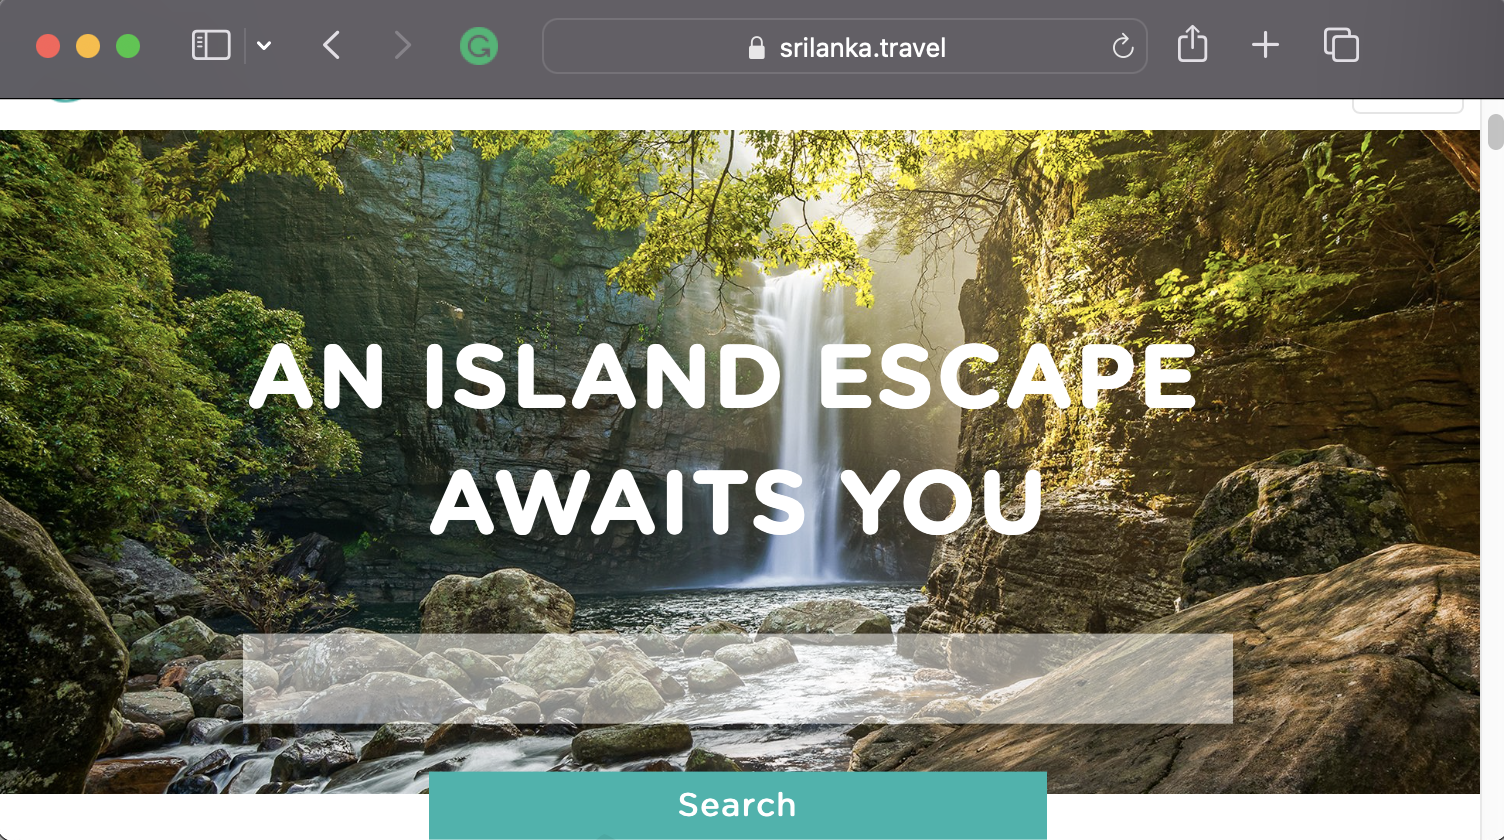 srilanka.travel
AN ISLAND ESCAPE
AWAITS YOU
Search